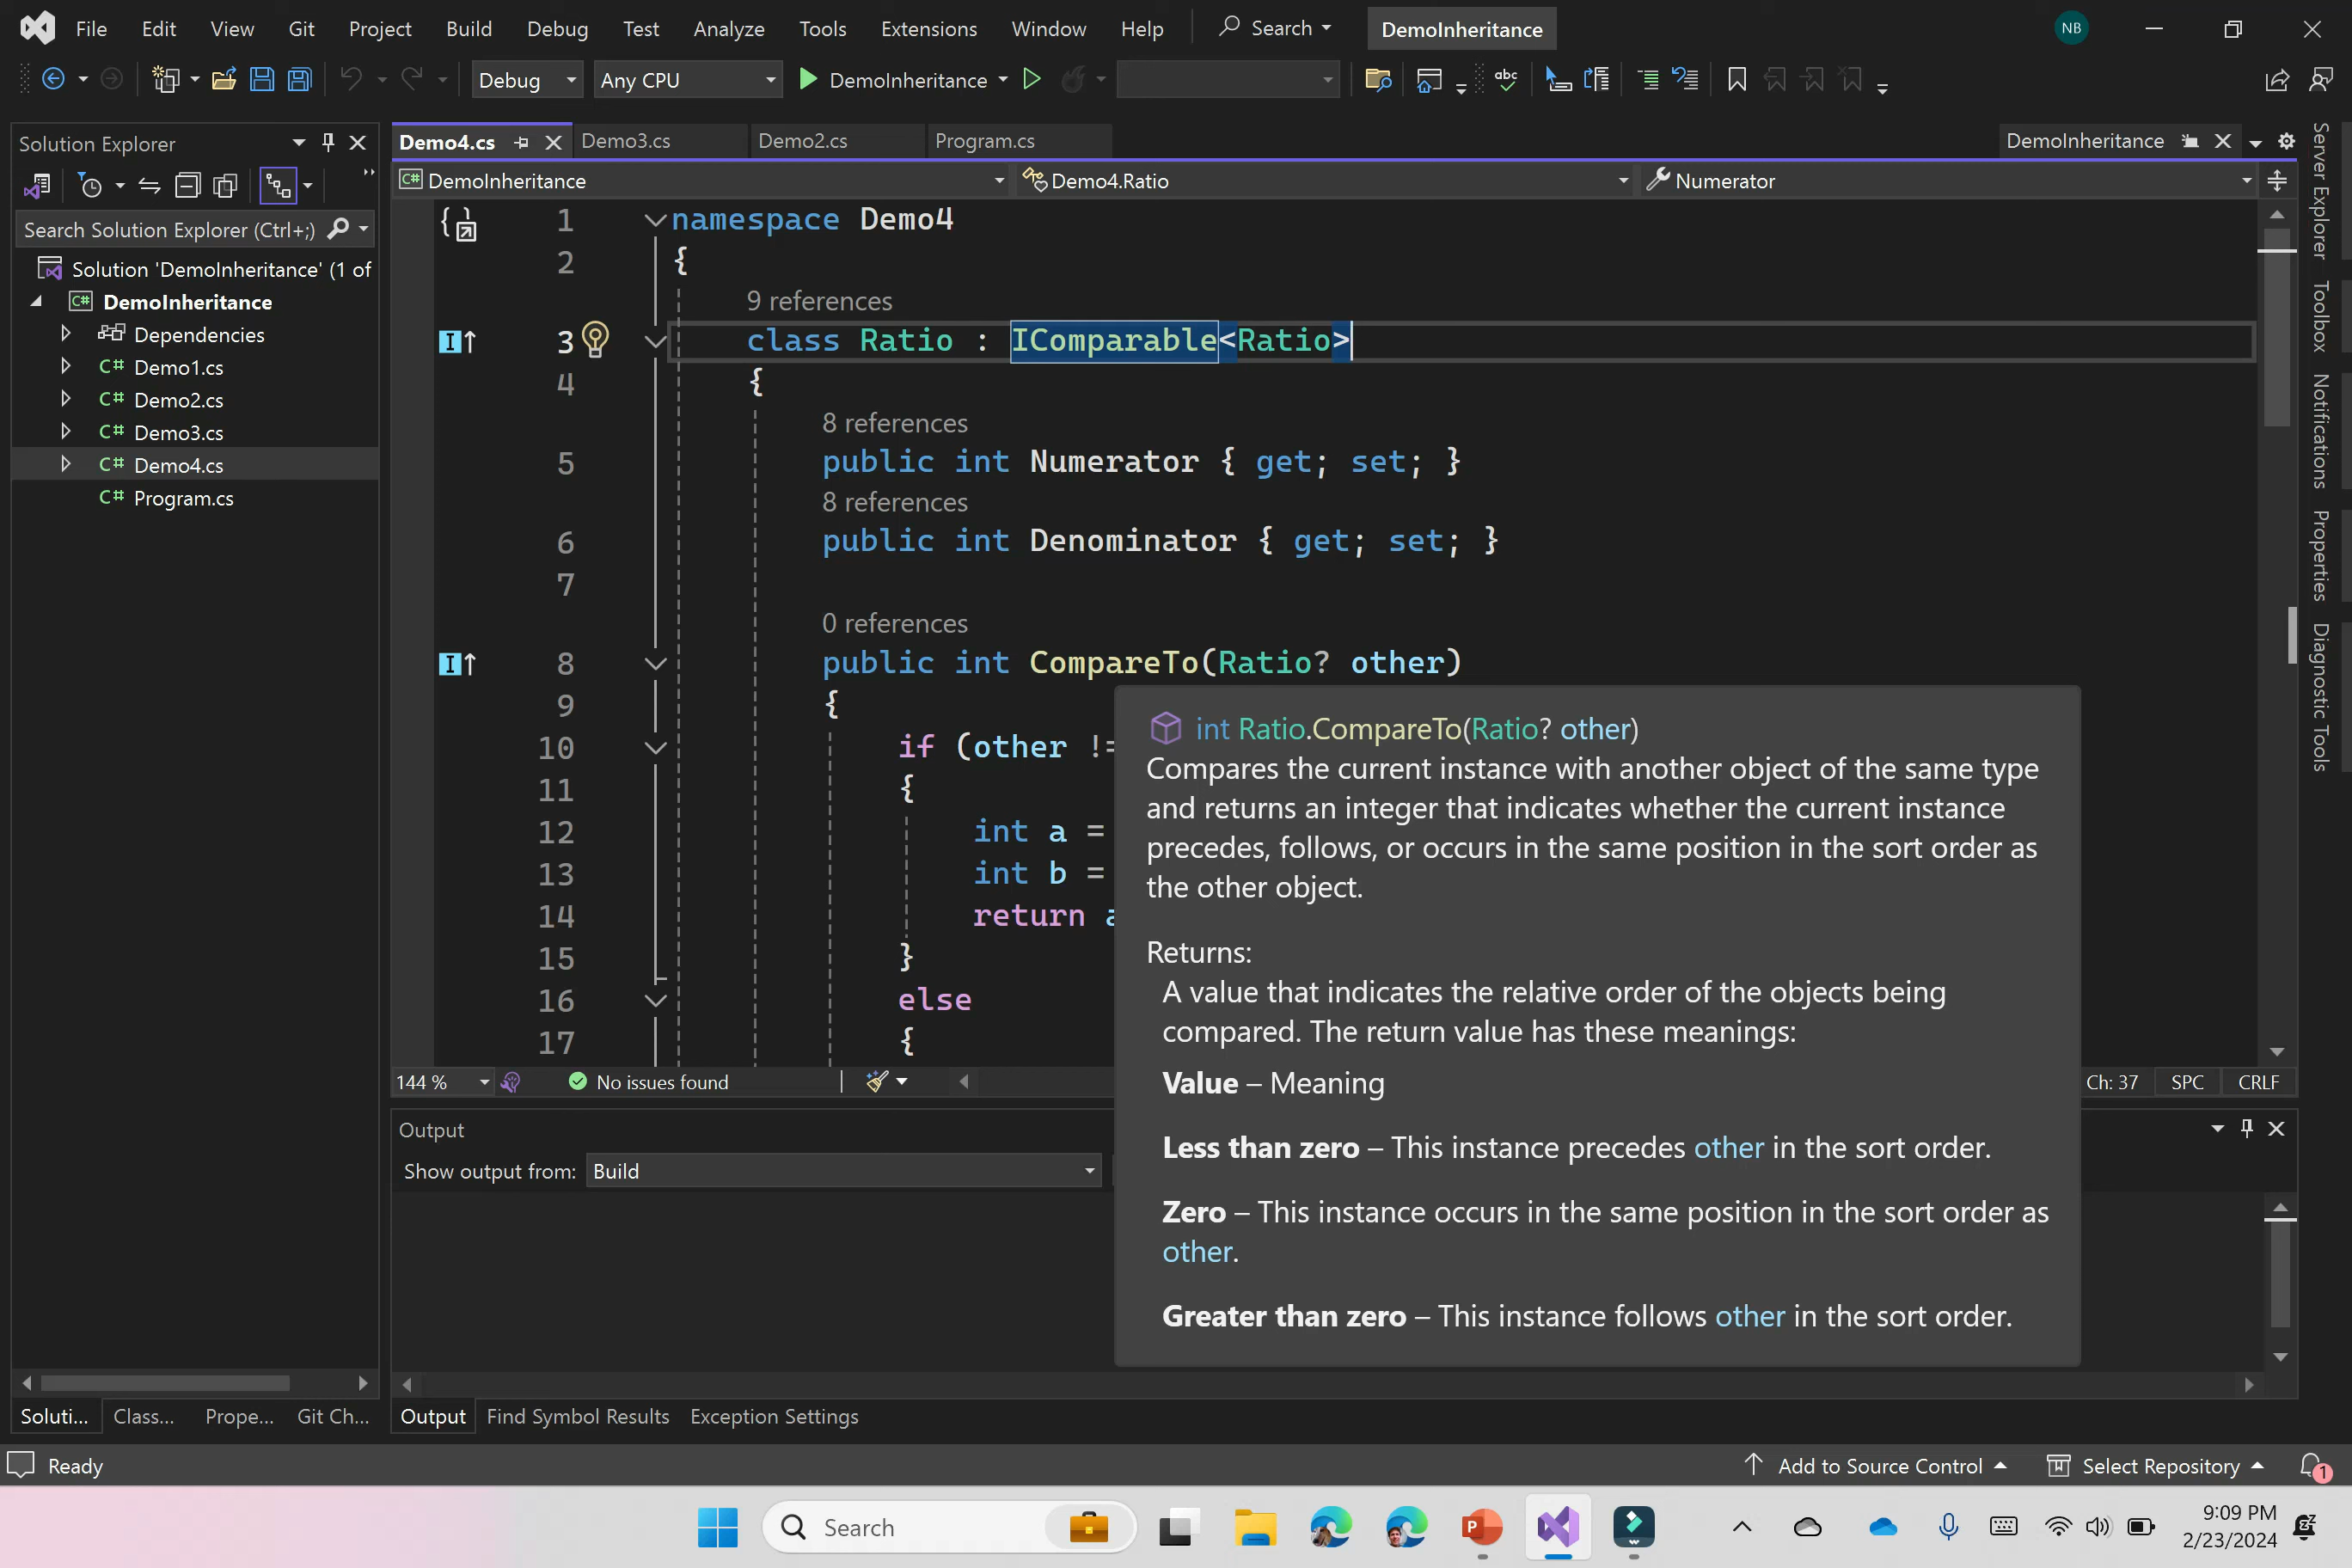 File Edit View Git Project Build Debug Test Tools Analyze Extensions Window Help Search DemoInheritance NB
Debug Any CPU DemoInheritance abc
Solution Explorer
Search Solution Explorer (Ctrl+;)
Solution 'DemoInheritance' (1 of
C# DemoInheritance
Dependencies
C# Demo1.cs
C# Demo2.cs
C# Demo3.cs
C# Demo4.cs
C# Program.cs
Soluti... Class... Prope... Git Ch...
Demo4.cs Demo3.cs Demo2.cs Program.cs DemoInheritance
C# DemoInheritance Demo4.Ratio Numerator
1 namespace Demo4
2 {
9 references
3 class Ratio : IComparable<Ratio>
4 {
8 references
5 public int Numerator { get; set; }
8 references
6 public int Denominator { get; set; }
7
0 references
8 public int CompareTo(Ratio? other)
9 {
10 if (other !=
11 {
12 int a =
13 int b =
14 return a
15 }
16 else
17 {
int Ratio.CompareTo(Ratio? other)
Compares the current instance with another object of the same type
and returns an integer that indicates whether the current instance
precedes, follows, or occurs in the same position in the sort order as
the other object.
Returns:
A value that indicates the relative order of the objects being
compared. The return value has these meanings:
Value – Meaning
Less than zero – This instance precedes other in the sort order.
Zero – This instance occurs in the same position in the sort order as
other.
Greater than zero – This instance follows other in the sort order.
144 % No issues found Ch: 37 SPC CRLF
Output
Show output from: Build
Output Find Symbol Results Exception Settings
Server Explorer
Toolbox
Notifications
Properties
Diagnostic Tools
Ready Add to Source Control Select Repository 1
Search
9:09 PM
2/23/2024